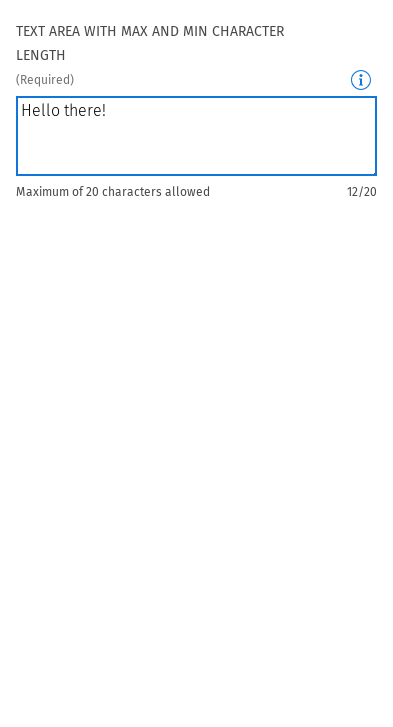 TEXT AREA WITH MAX AND MIN CHARACTER
LENGTH
(Required)
Hello there!
Maximum of 20 characters allowed 12/20